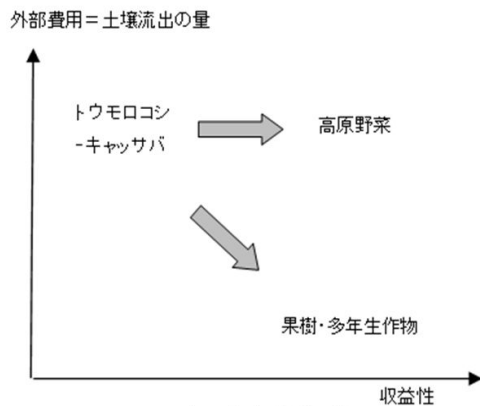 外部費用＝土壌流出の量
トウモロコシ
-キャッサバ
高原野菜
果樹・多年生作物
収益性